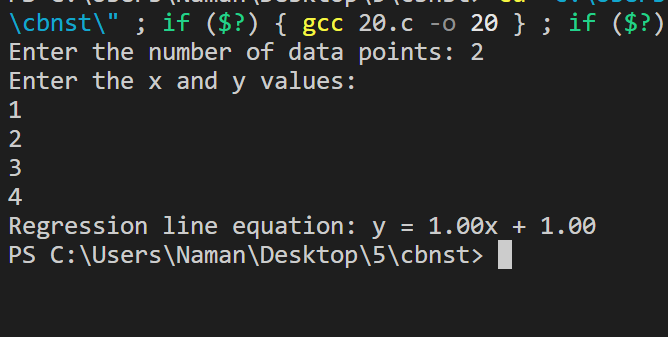 \cbnst\" ; if ($?) { gcc 20.c -o 20 } ; if ($?)
Enter the number of data points: 2
Enter the x and y values:
1
2
3
4
Regression line equation: y = 1.00x + 1.00
PS C:\Users\Naman\Desktop\5\cbnst>